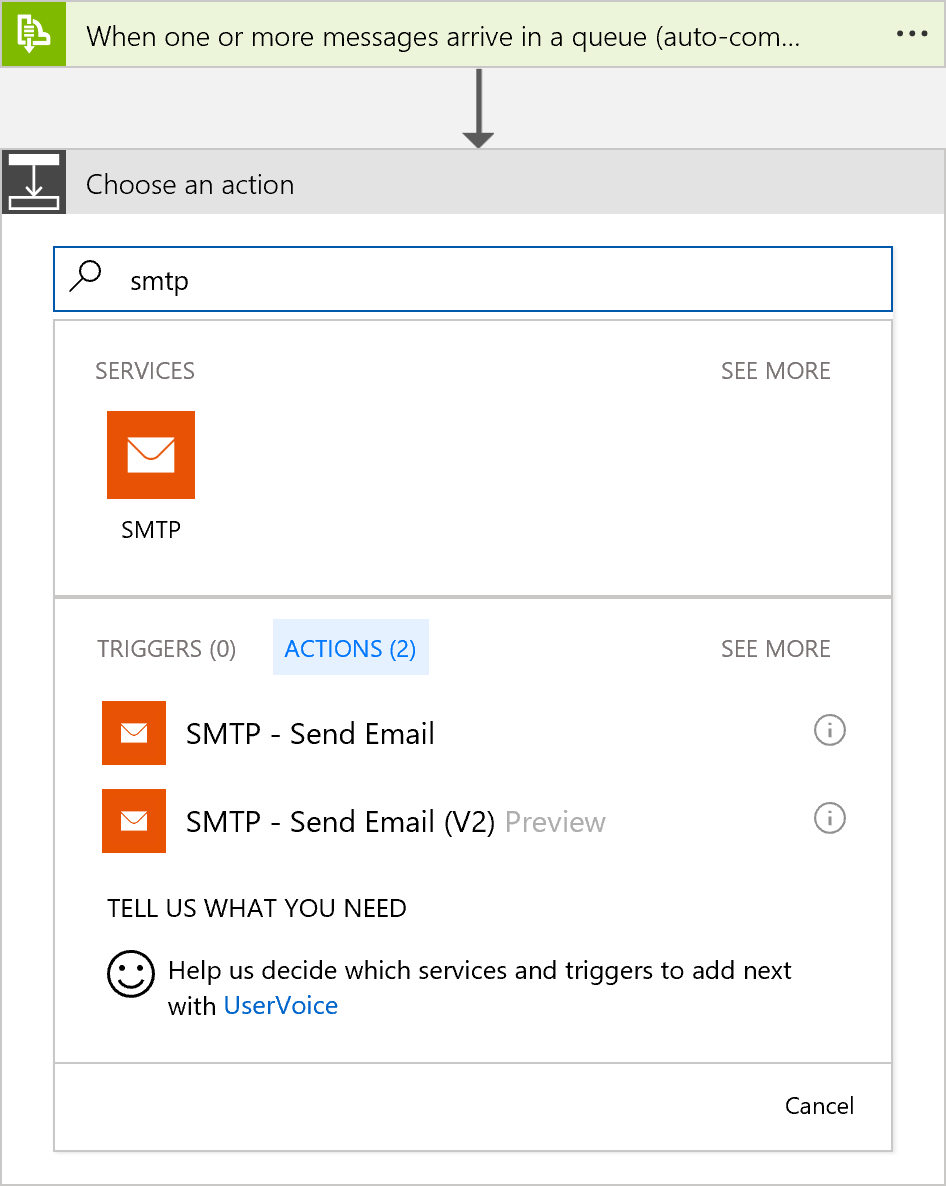 When one or more messages arrive in a queue (auto-com...
Choose an action
smtp
SERVICES SEE MORE
SMTP
TRIGGERS (0) ACTIONS (2) SEE MORE
SMTP - Send Email
SMTP - Send Email (V2) Preview
TELL US WHAT YOU NEED
Help us decide which services and triggers to add next
with UserVoice
Cancel